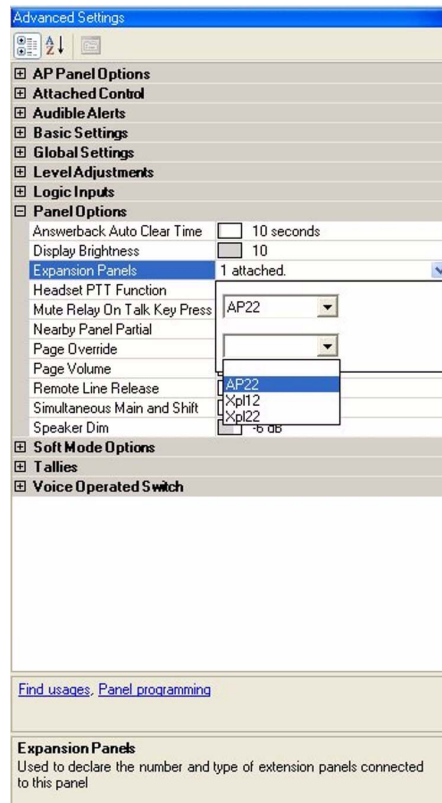 Advanced Settings
AP Panel Options
Attached Control
Audible Alerts
Basic Settings
Global Settings
Level Adjustments
Logic Inputs
Panel Options
Answerback Auto Clear Time 10 seconds
Display Brightness 10
Expansion Panels 1 attached.
Headset PTT Function
Mute Relay On Talk Key Press AP22
Nearby Panel Partial
Page Override
Page Volume
AP22
Remote Line Release
Xpl12
Simultaneous Main and Shift
Xpl22
Speaker Dim -6 dB
Soft Mode Options
Tallies
Voice Operated Switch
Find usages, Panel programming
Expansion Panels
Used to declare the number and type of extension panels connected
to this panel